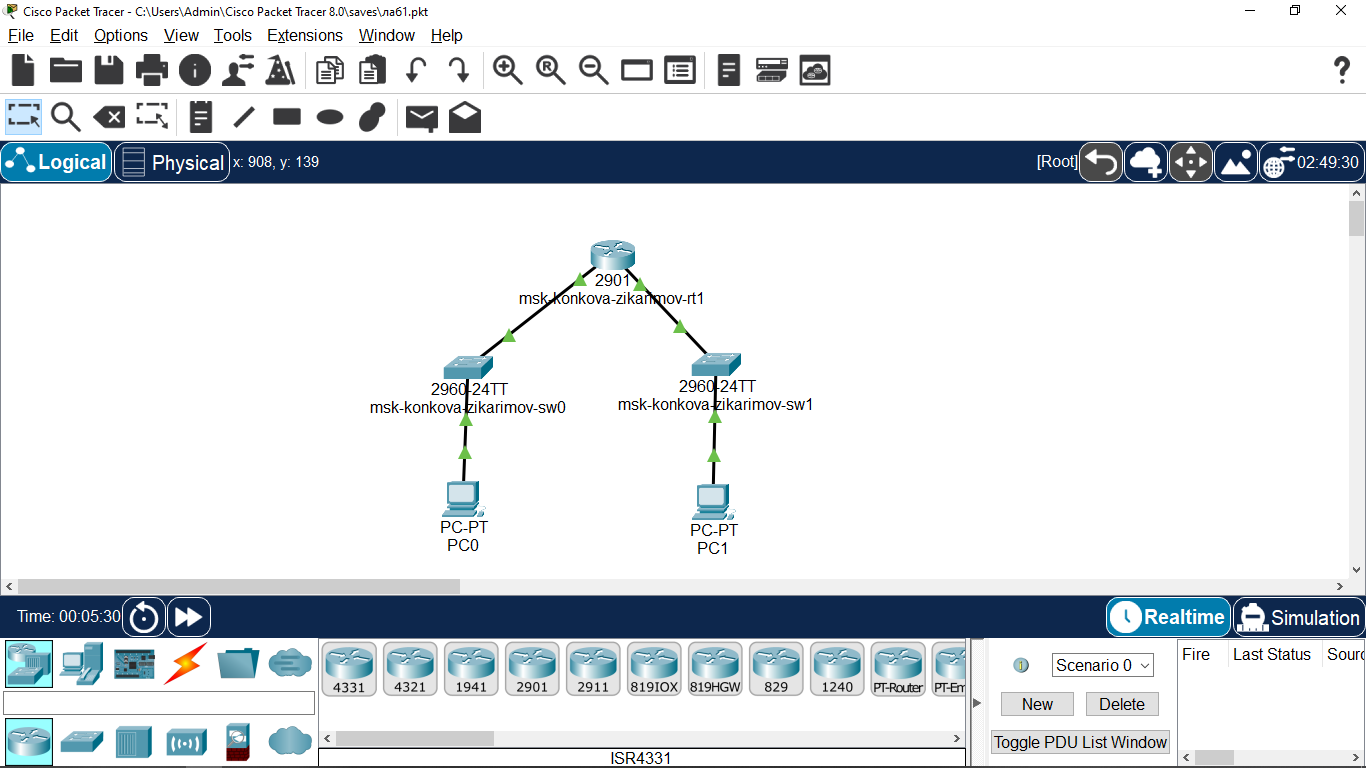 Cisco Packet Tracer - C:\Users\Admin\Cisco Packet Tracer 8.0\saves\ла61.pkt
File Edit Options View Tools Extensions Window Help
Logical Physical x: 908, y: 139 [Root] 02:49:30
2901
msk-konkova-zikarimov-rt1
2960-24TT 2960-24TT
msk-konkova-zikarimov-sw0 msk-konkova-zikarimov-sw1
PC-PT PC-PT
PC0 PC1
Time: 00:05:30 Realtime Simulation
Fire Last Status Sourc
1 Scenario 0
4331 4321 1941 2901 2911 819IOX 819HGW 829 1240 PT-Router PT-Em
New Delete
Toggle PDU List Window
ISR4331